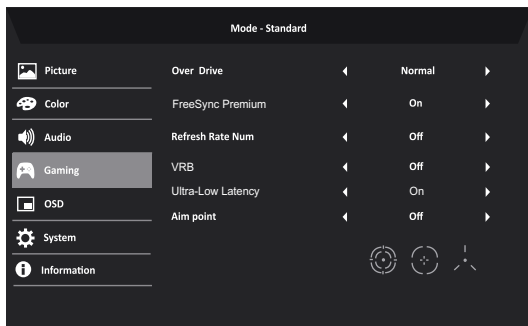 Mode - Standard
Picture
Over Drive Normal
Color
FreeSync Premium On
Audio
Refresh Rate Num Off
Gaming
VRB Off
Ultra-Low Latency On
OSD
Aim point Off
System
Information